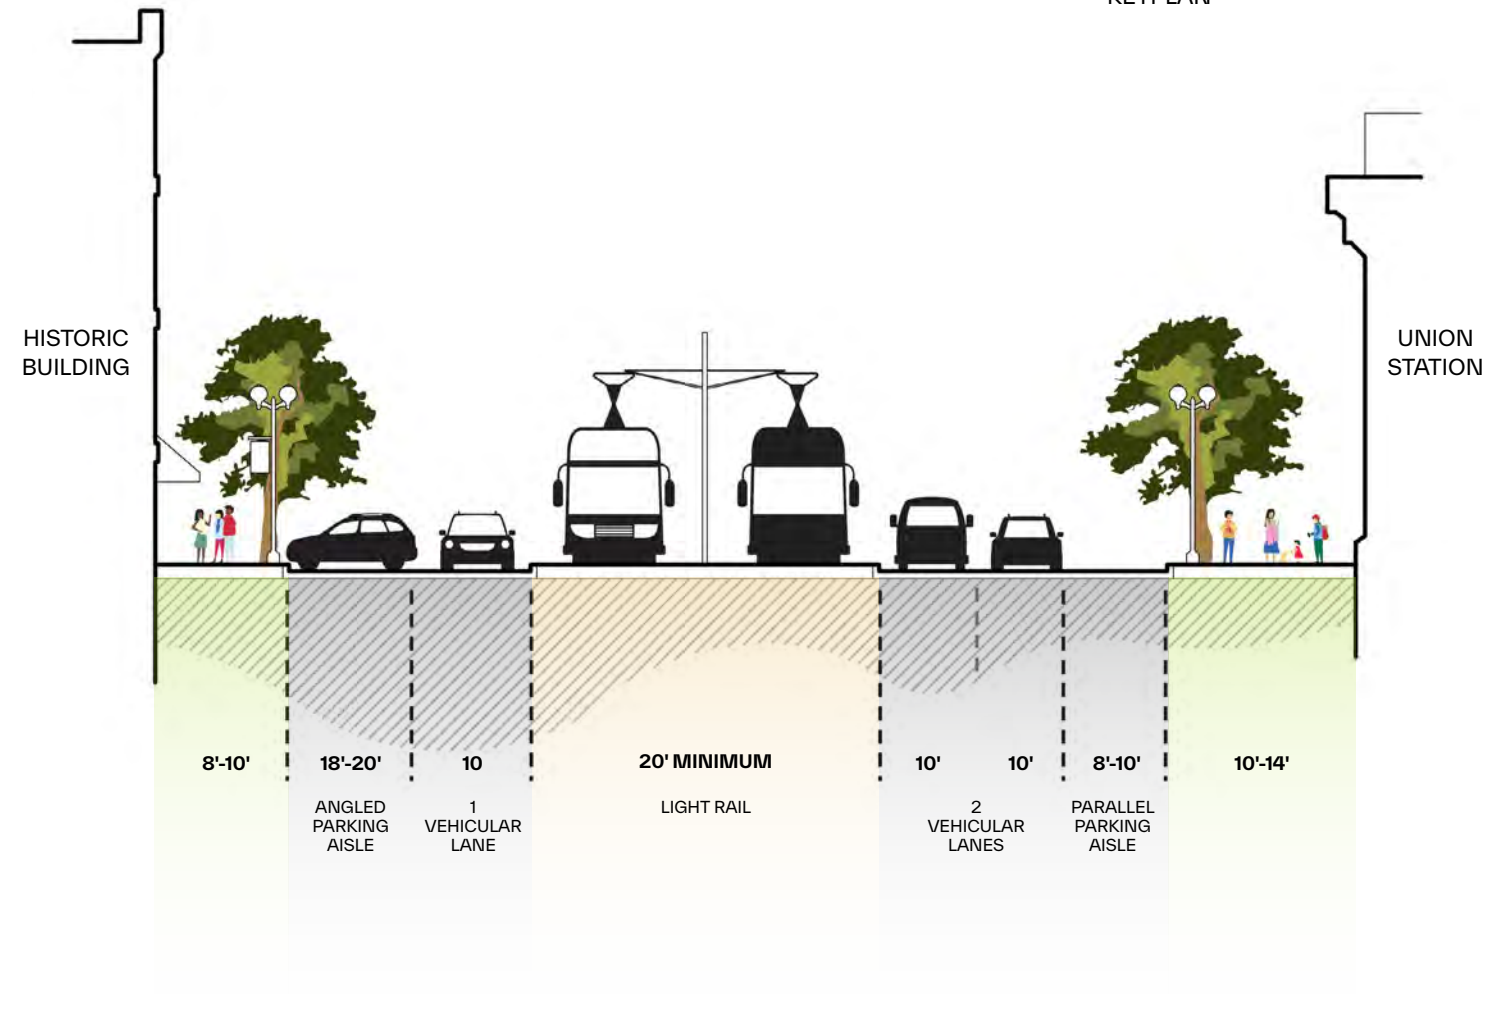 HISTORIC
BUILDING
UNION
STATION
8'-10'
18'-20'
10
20' MINIMUM
10'
10'
8'-10'
10'-14'
ANGLED
PARKING
AISLE
1
VEHICULAR
LANE
LIGHT RAIL
2
VEHICULAR
LANES
PARALLEL
PARKING
AISLE